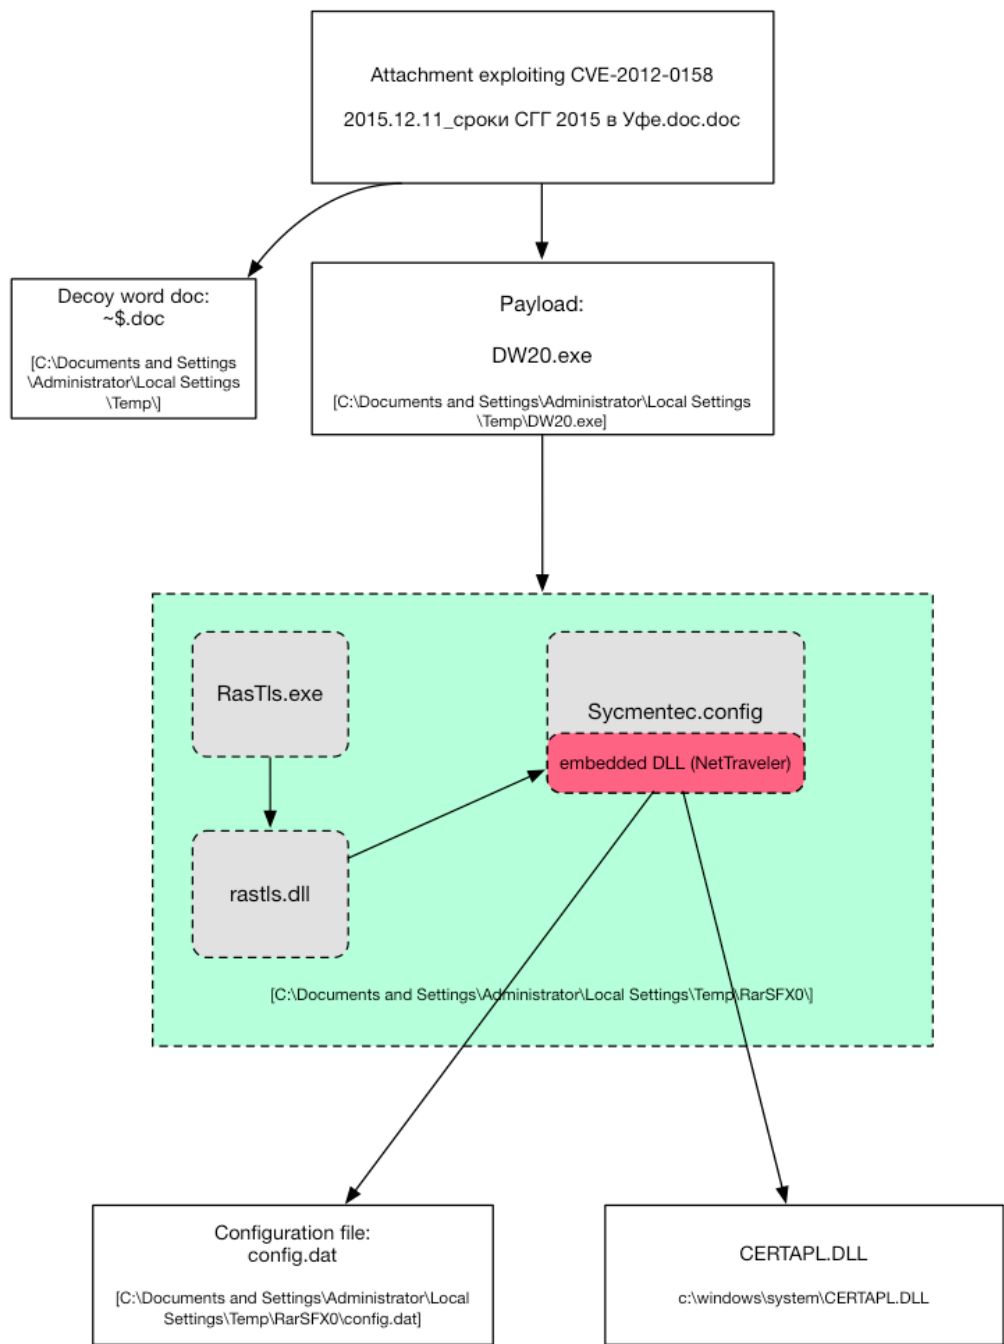 Attachment exploiting CVE-2012-0158
2015.12.11_сроки СГГ 2015 в Уфе.doc.doc
Decoy word doc:
~$.doc
[C:\Documents and Settings
\Administrator\Local Settings
\Temp\]
Payload:
DW20.exe
[C:\Documents and Settings\Administrator\Local Settings
\Temp\DW20.exe]
RasTls.exe
Sycmentec.config
embedded DLL (NetTraveler)
rastls.dll
[C:\Documents and Settings\Administrator\Local Settings\Temp\RarSFX0\]
Configuration file:
config.dat
[C:\Documents and Settings\Administrator\Local
Settings\Temp\RarSFX0\config.dat]
CERTAPL.DLL
c:\windows\system\CERTAPL.DLL